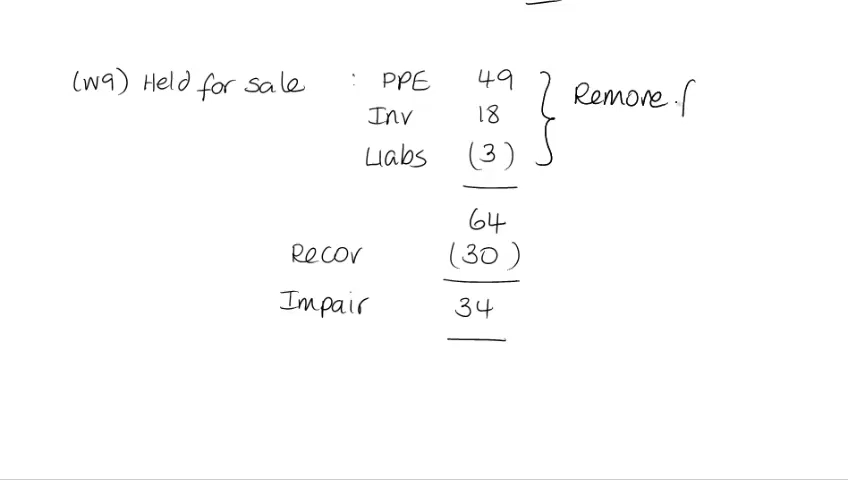 (W9) Held for sale : PPE 49 } Remove f
Inv 18
Liabs (3)
64
Recov (30)
Impair 34